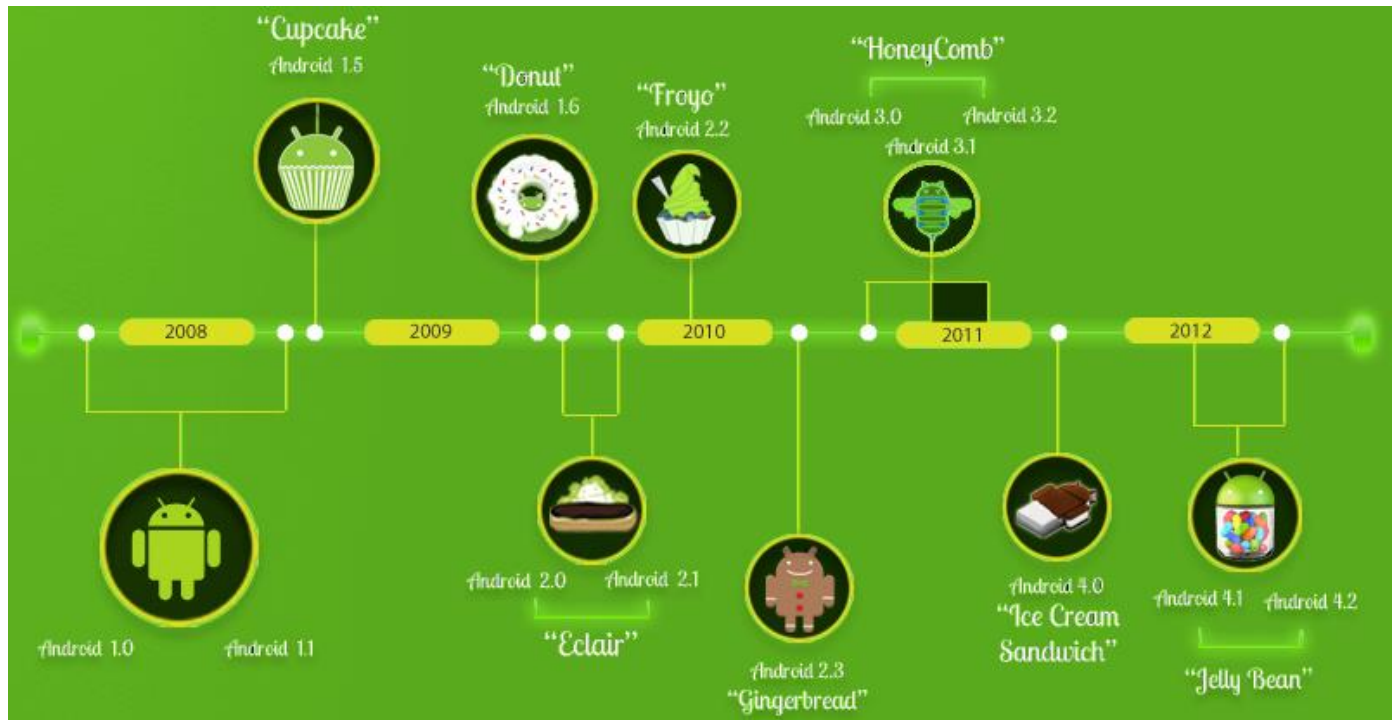 “Cupcake”
Android 1.5
“Donut”
Android 1.6
“Froyo”
Android 2.2
“HoneyComb”
Android 3.0
Android 3.2
Android 3.1
2008
2009
2010
2011
2012
Android 1.0
Android 1.1
Android 2.0
Android 2.1
“Eclair”
Android 2.3
“Gingerbread”
Android 4.0
“Ice Cream
Sandwich”
Android 4.1
Android 4.2
“Jelly Bean”